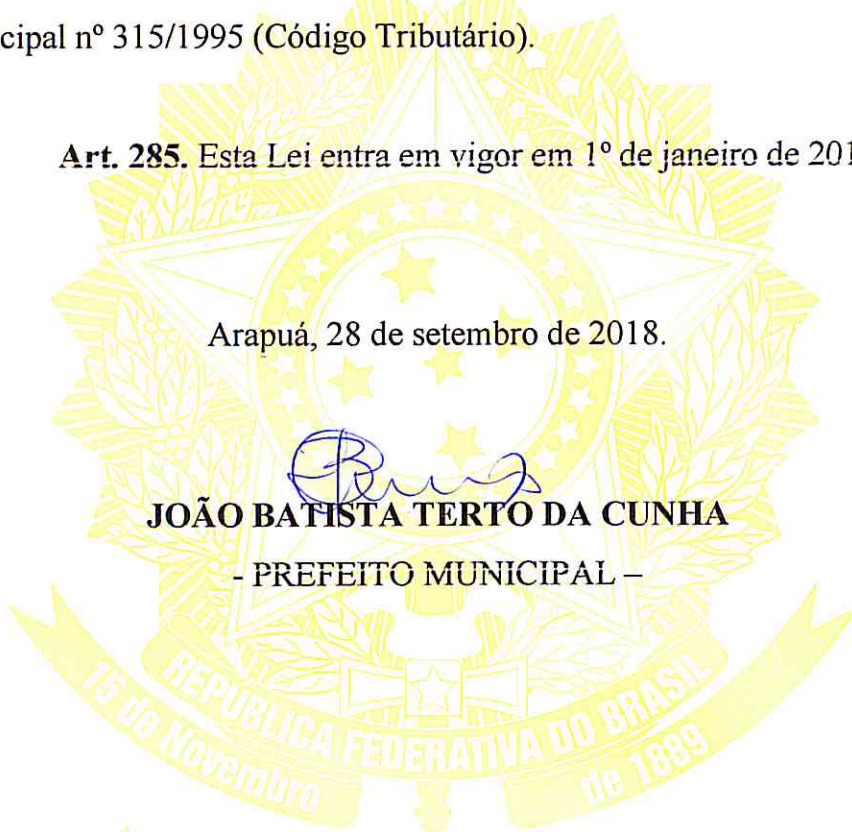 cipal nº 315/1995 (Código Tributário).
Art. 285. Esta Lei entra em vigor em 1º de janeiro de 201
Arapuá, 28 de setembro de 2018.
JOÃO BATISTA TERTO DA CUNHA
- PREFEITO MUNICIPAL –
REPÚBLICA FEDERATIVA DO BRASIL
15 de Novembro de 1889